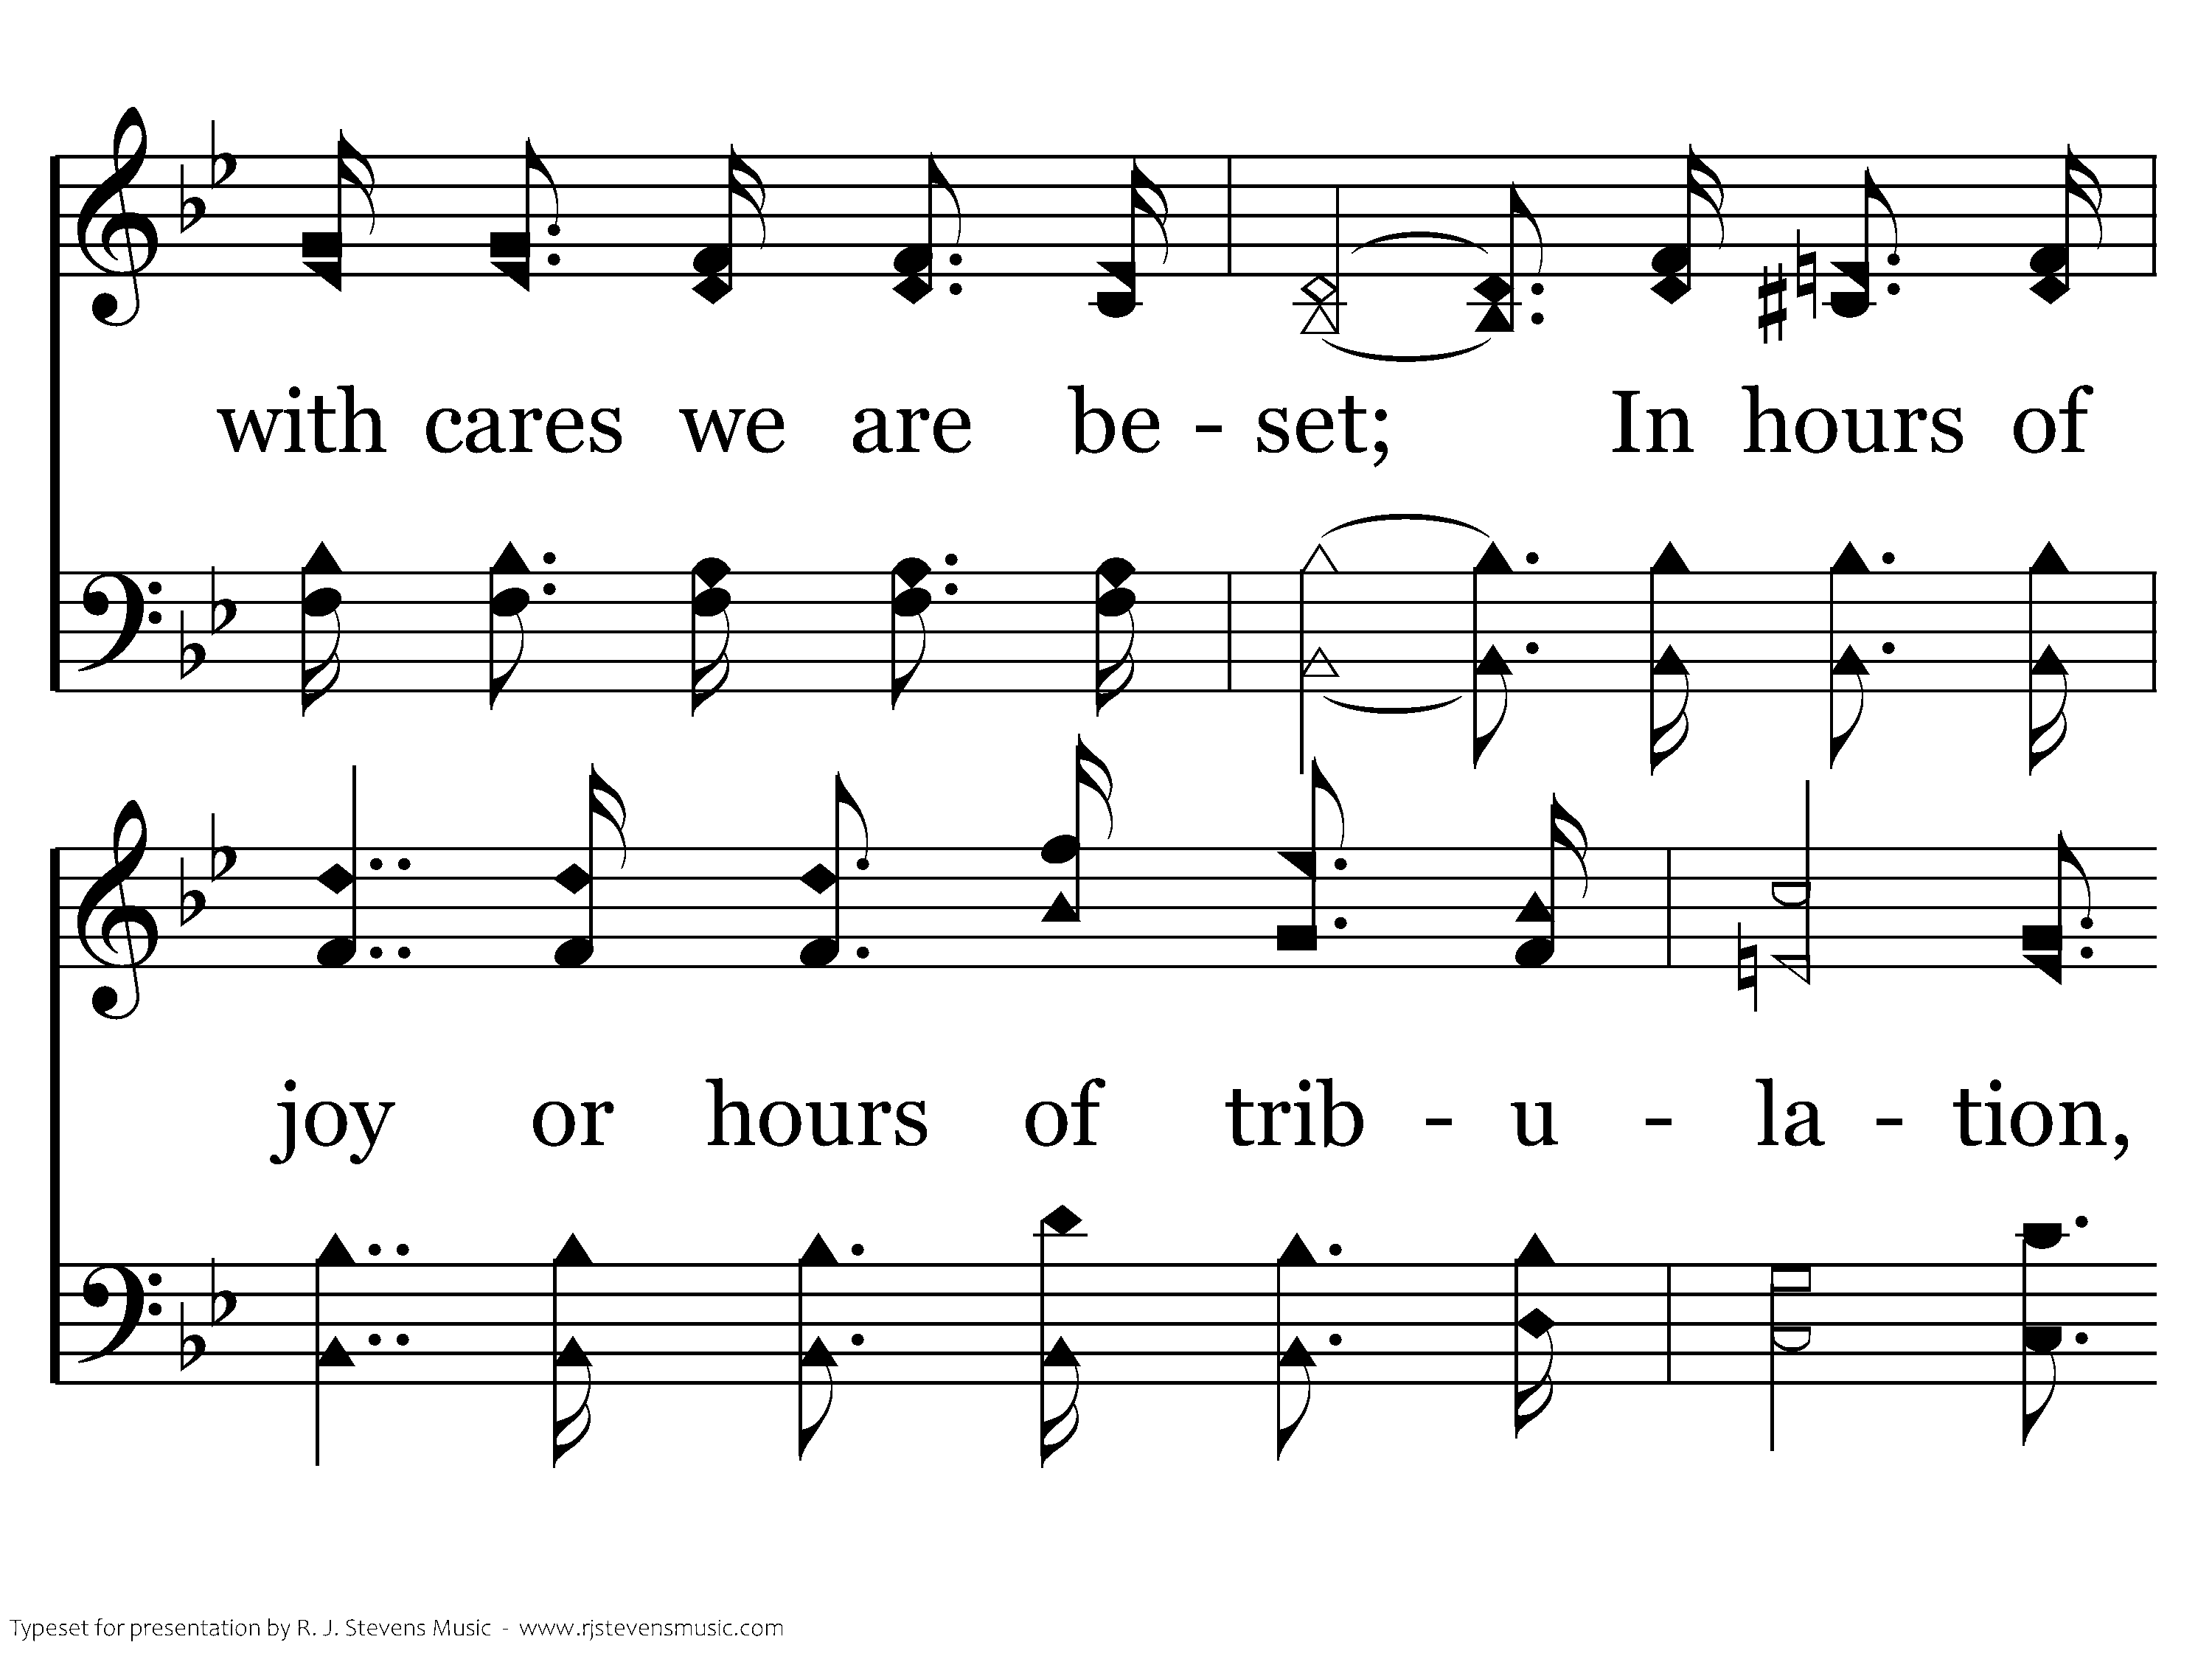 with cares we are be - set; In hours of
joy or hours of trib - u - la - tion,
Typeset for presentation by R. J. Stevens Music - www.rjstevensmusic.com